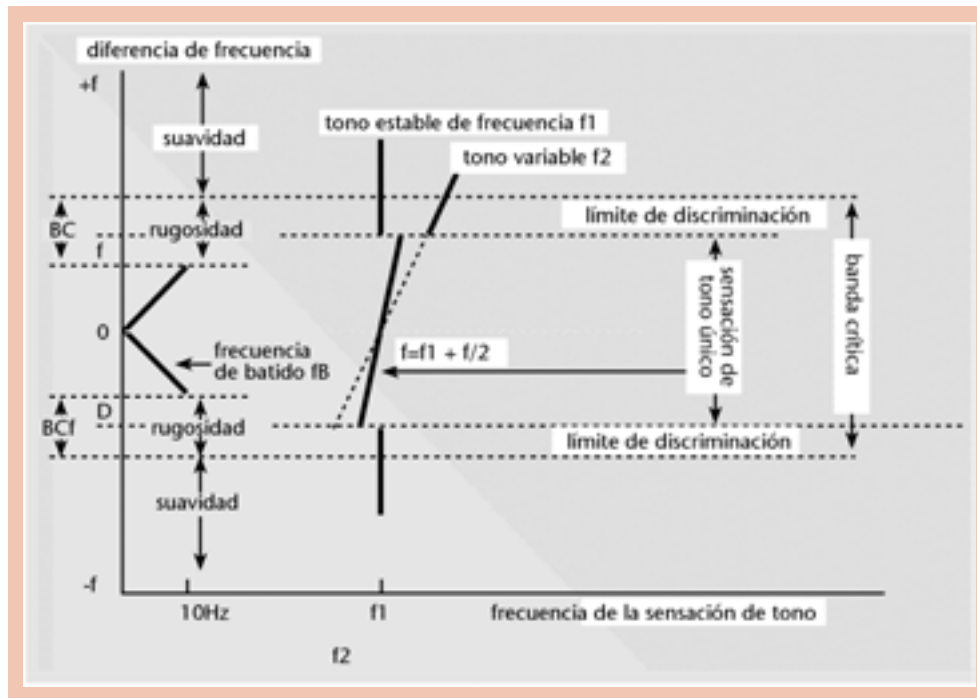 diferencia de frecuencia
+f
suavidad
tono estable de frecuencia f1
tono variable f2
BC
rugosidad
límite de discriminación
f
banda crítica
sensación de
tono único
0
frecuencia
de batido fB
f=f1 + f/2
D
BCf
rugosidad
límite de discriminación
suavidad
-f
10Hz
f1
frecuencia de la sensación de tono
f2